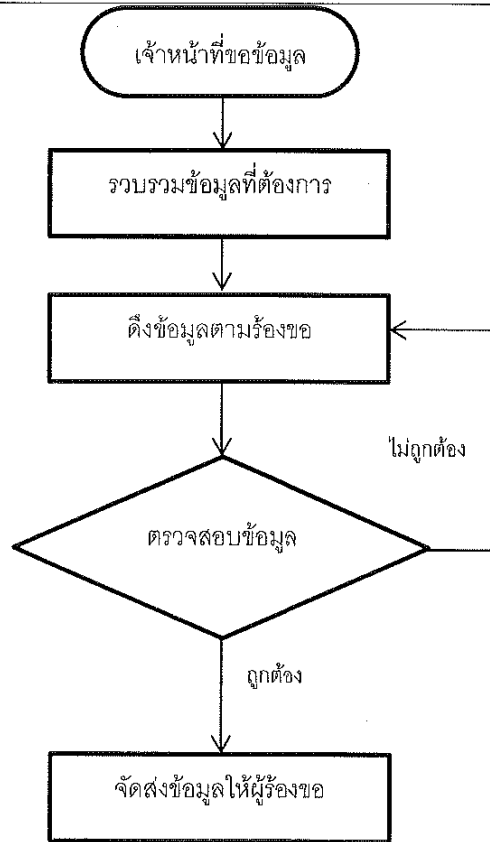 เจ้าหน้าที่ขอข้อมูล
รวบรวมข้อมูลที่ต้องการ
ดึงข้อมูลตามร้องขอ
ไม่ถูกต้อง
ตรวจสอบข้อมูล
ถูกต้อง
จัดส่งข้อมูลให้ผู้ร้องขอ